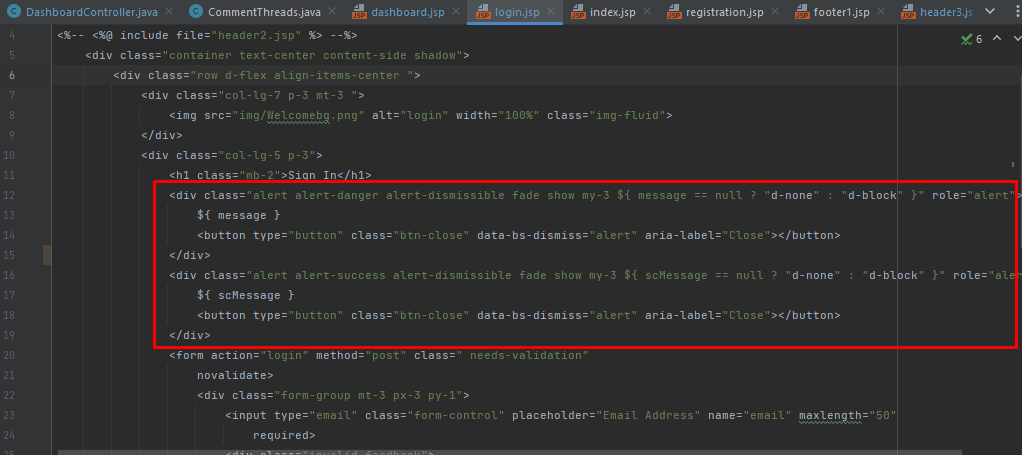 DashboardController.java CommentThreads.java dashboard.jsp login.jsp index.jsp registration.jsp footer1.jsp header3.js
4 <%-- <%@ include file="header2.jsp" %> --%>
6
5 <div class="container text-center content-side shadow">
6 <div class="row d-flex align-items-center ">
7 <div class="col-lg-7 p-3 mt-3 ">
8 <img src="img/Welcomebg.png" alt="login" width="100%" class="img-fluid">
9 </div>
10 <div class="col-lg-5 p-3">
11 <h1 class="mb-2">Sign In</h1>
12 <div class="alert alert-danger alert-dismissible fade show my-3 ${ message == null ? "d-none" : "d-block" }" role="alert">
13 ${ message }
14 <button type="button" class="btn-close" data-bs-dismiss="alert" aria-label="Close"></button>
15 </div>
16 <div class="alert alert-success alert-dismissible fade show my-3 ${ scMessage == null ? "d-none" : "d-block" }" role="aler
17 ${ scMessage }
18 <button type="button" class="btn-close" data-bs-dismiss="alert" aria-label="Close"></button>
19 </div>
20 <form action="login" method="post" class=" needs-validation"
21 novalidate>
22 <div class="form-group mt-3 px-3 py-1">
23 <input type="email" class="form-control" placeholder="Email Address" name="email" maxlength="50"
24 required>
25 <div class="invalid-feedback">